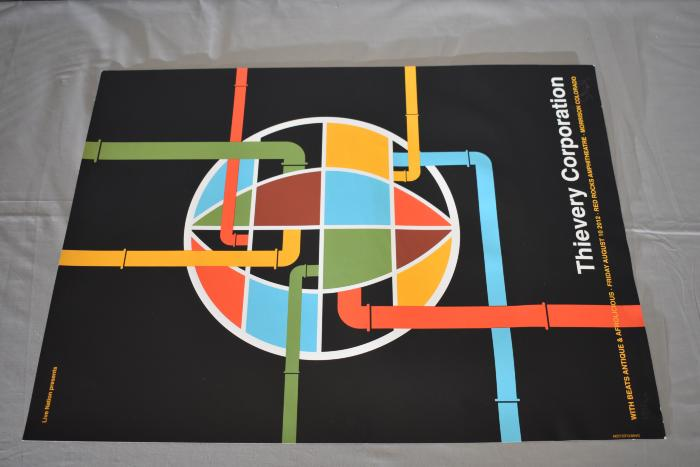 Thievery Corporation
WITH BEATS ANTIQUE & AFROLICIOUS · FRIDAY AUGUST 10 2012 · RED ROCKS AMPHITHEATRE · MORRISON COLORADO
Live Nation presents